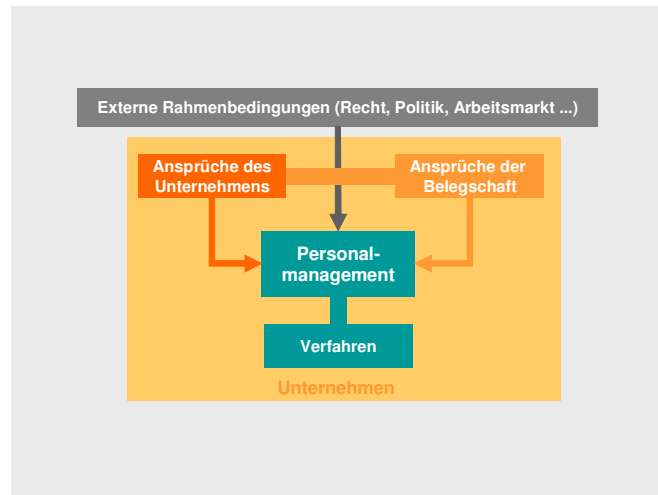 Externe Rahmenbedingungen (Recht, Politik, Arbeitsmarkt ...)
Ansprüche des
Unternehmens
Ansprüche der
Belegschaft
Personal-
management
Verfahren
Unternehmen